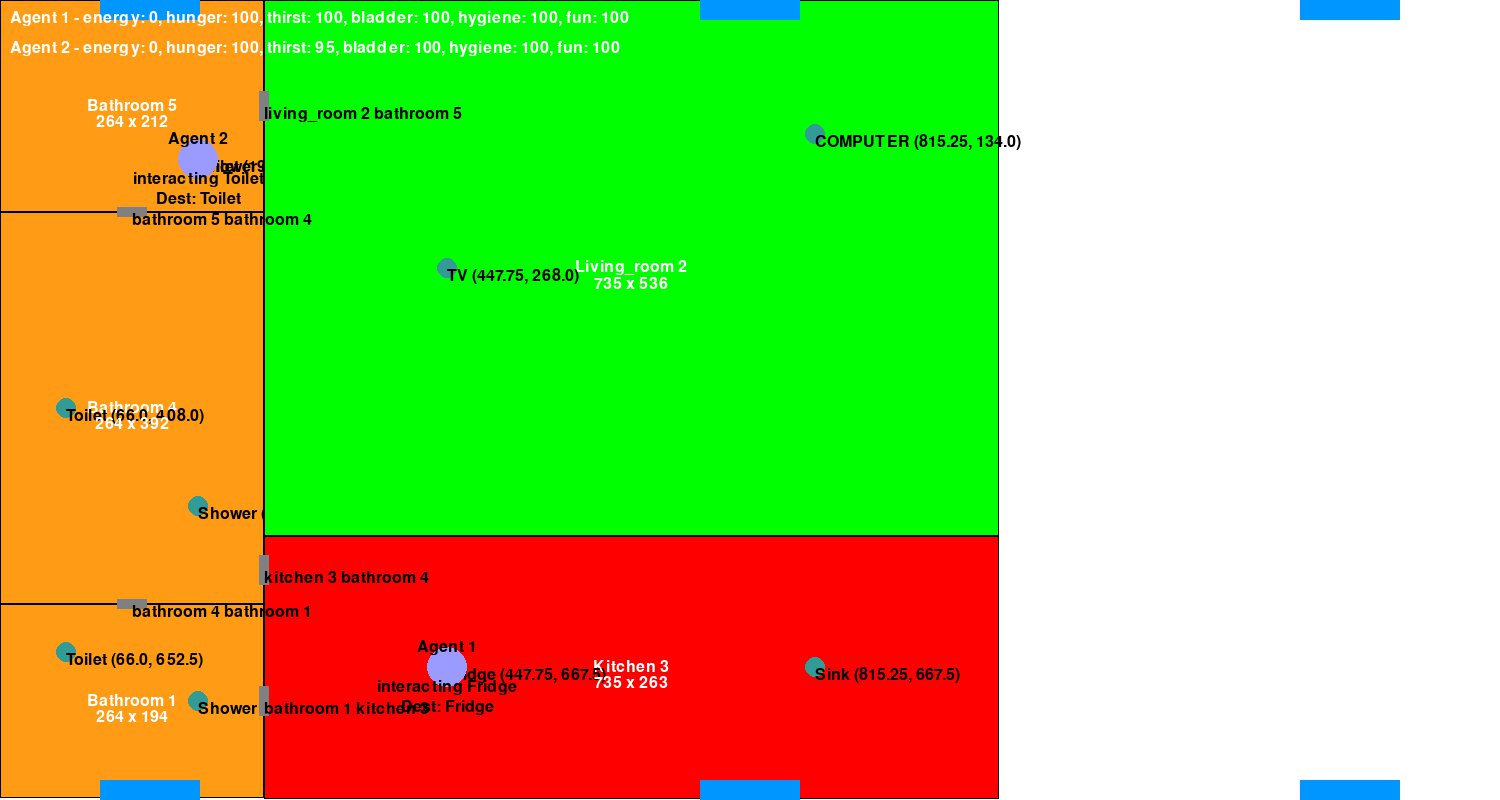 Agent 1 - energy: 0, hunger: 100, thirst: 100, bladder: 100, hygiene: 100, fun: 100
Agent 2 - energy: 0, hunger: 100, thirst: 95, bladder: 100, hygiene: 100, fun: 100
Bathroom 5
264 x 212
living_room 2 bathroom 5
Agent 2
COMPUTER (815.25, 134.0)
interacting Toilet
Dest: Toilet
bathroom 5 bathroom 4
Living_room 2
735 x 536
TV (447.75, 268.0)
Bathroom 4
264 x 392
Toilet (66.0, 408.0)
Shower (
kitchen 3 bathroom 4
bathroom 4 bathroom 1
Agent 1
Toilet (66.0, 652.5)
Kitchen 3
735 x 263
(447.75, 667.5)
Sink (815.25, 667.5)
interacting Fridge
Dest: Fridge
Bathroom 1
264 x 194
Shower
bathroom 1 kitchen 3